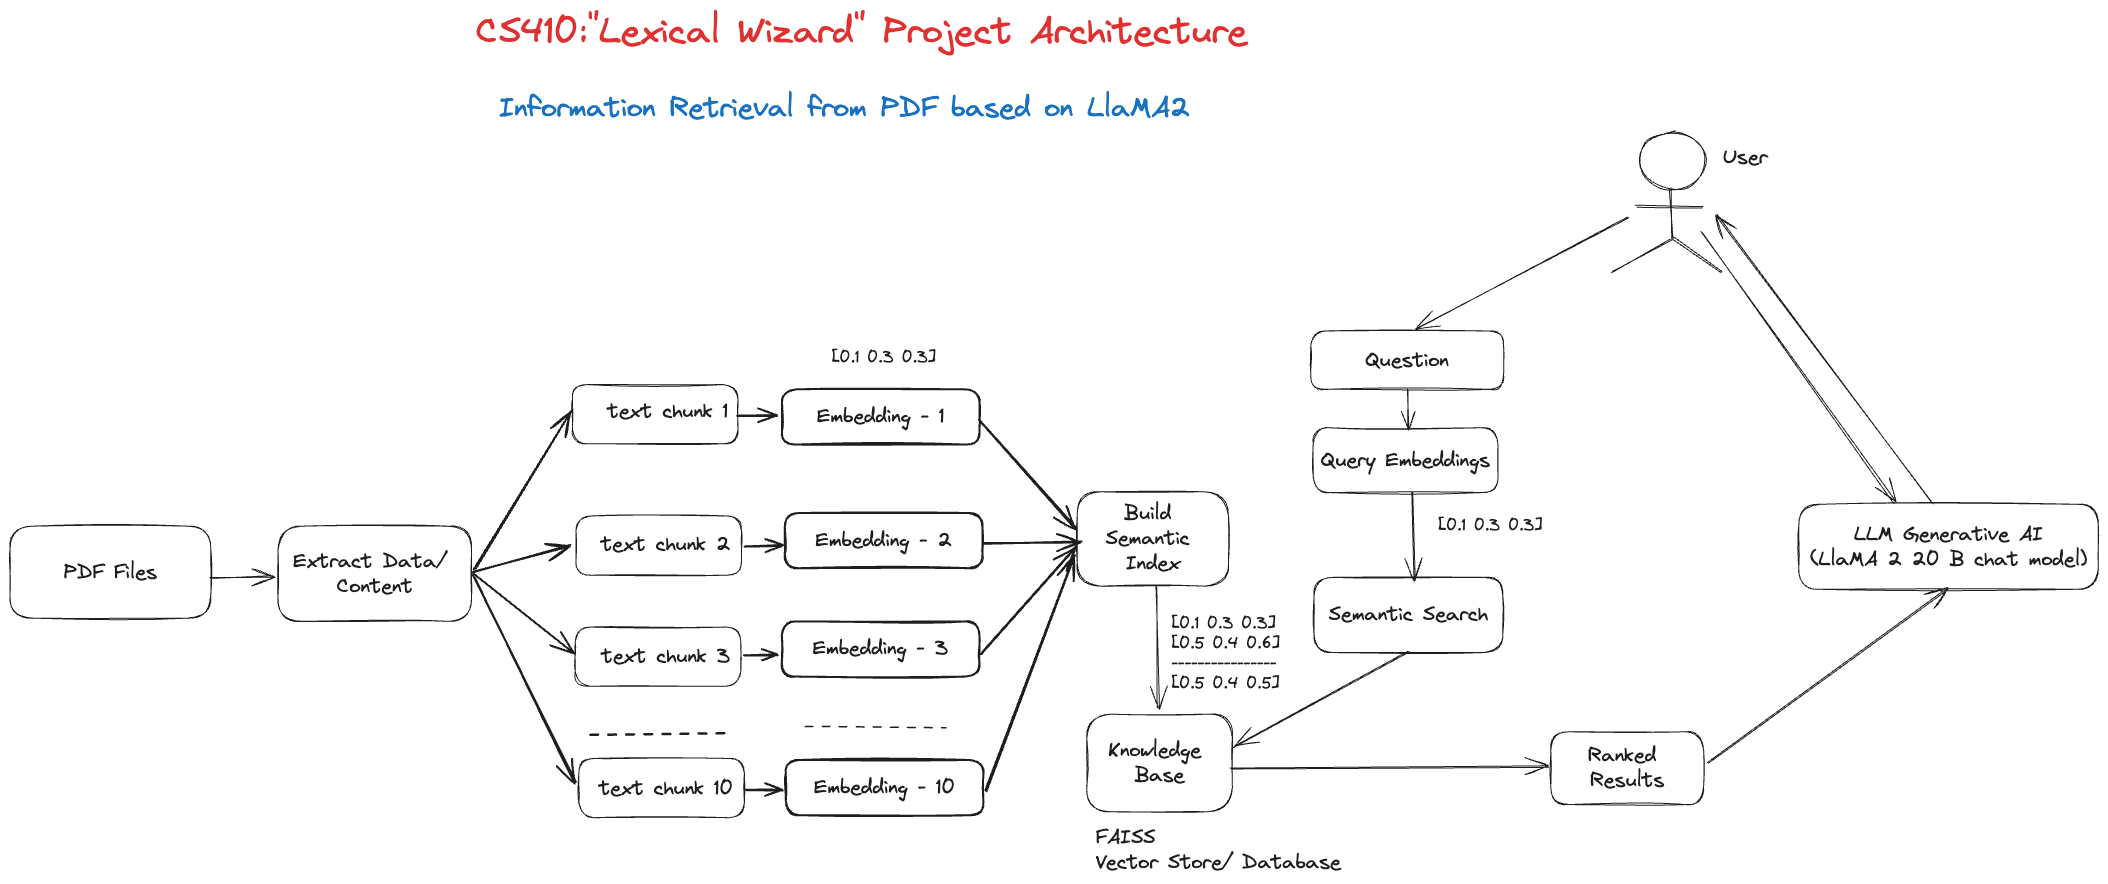 CS410:"Lexical Wizard" Project Architecture
Information Retrieval from PDF based on LlaMA2
User
Question
Query Embeddings
[0.1 0.3 0.3]
Semantic Search
LLM Generative AI
(LlaMA 2 20 B chat model)
PDF Files
Extract Data/
Content
[0.1 0.3 0.3]
text chunk 1
Embedding - 1
text chunk 2
Embedding - 2
text chunk 3
Embedding - 3
text chunk 10
Embedding - 10
Build
Semantic
Index
[0.1 0.3 0.3]
[0.5 0.4 0.6]
----------------
[0.5 0.4 0.5]
Knowledge
Base
FAISS
Vector Store/ Database
Ranked
Results